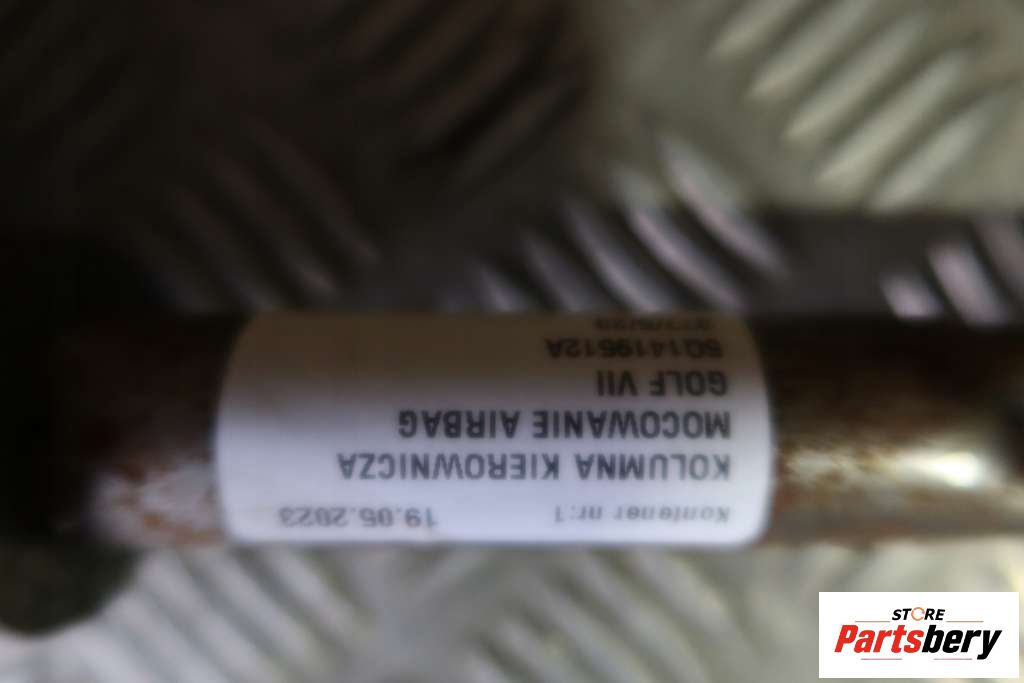 Kontener nr:1 19.05.2023
KOLUMNA KIEROWNICZA
MOCOWANIE AIRBAG
GOLF VII
5Q1419512A
STORE
Partsbery